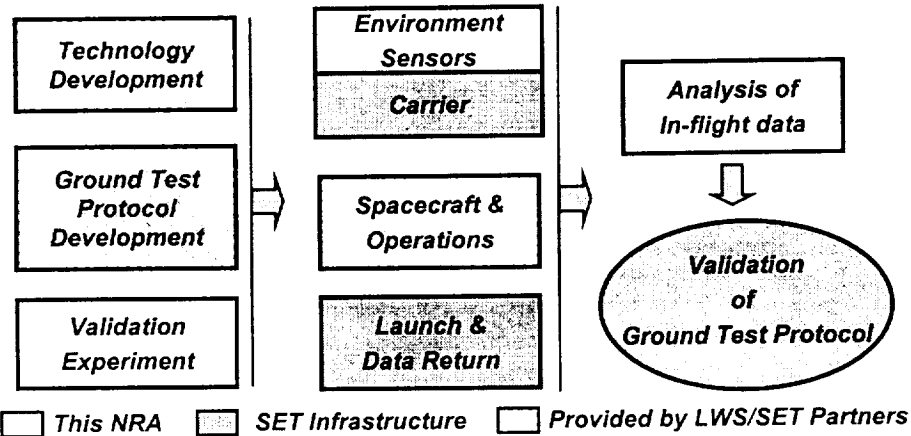 Technology
Development
Ground Test
Protocol
Development
Validation
Experiment
Environment
Sensors
Carrier
Spacecraft &
Operations
Launch &
Data Return
Analysis of
In-flight data
Validation
of
Ground Test Protocol
This NRA
SET Infrastructure
Provided by LWS/SET Partners